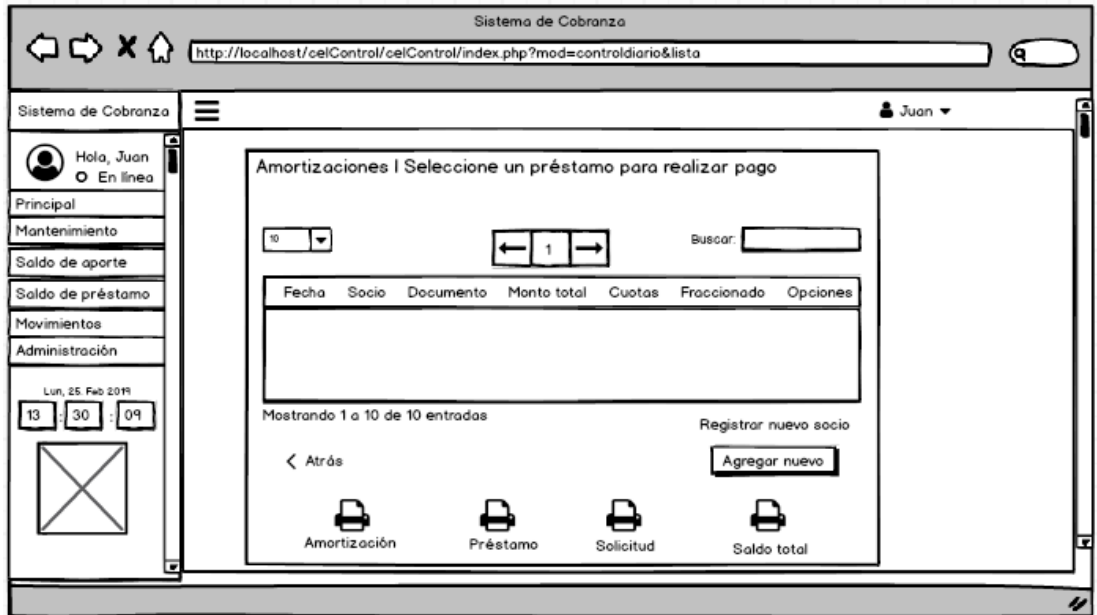 Sistema de Cobranza
http://localhost/celControl/celControl/index.php?mod=controldiario&lista
Sistema de Cobranza
Juan
Hola, Juan
En línea
Principal
Mantenimiento
Saldo de aporte
Saldo de préstamo
Movimientos
Administración
Lun, 25. Feb 2019
13 : 30 : 09
Amortizaciones | Seleccione un préstamo para realizar pago
10
1
Buscar:
Fecha Socio Documento Monto total Cuotas Fraccionado Opciones
Mostrando 1 a 10 de 10 entradas
Registrar nuevo socio
Atrás
Agregar nuevo
Amortización Préstamo Solicitud Saldo total